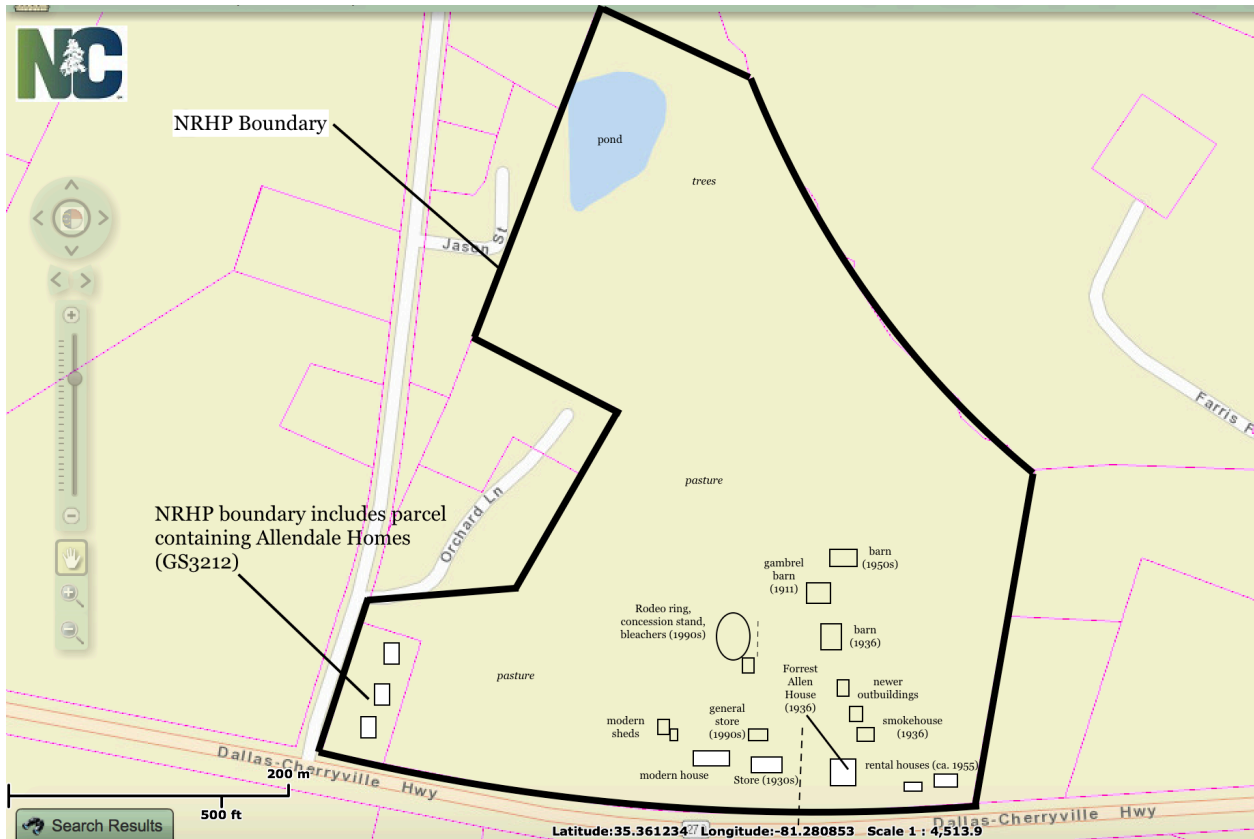 NC
NRHP Boundary
pond
trees
Jason St
Farris F
pasture
NRHP boundary includes parcel
containing Allendale Homes
(GS3212)
Orchard Ln
barn
(1950s)
gambrel
barn
(1911)
Rodeo ring,
concession stand,
bleachers (1990s)
barn
(1936)
pasture
Forrest
Allen
House
(1936)
newer
outbuildings
modern
sheds
general
store
(1990s)
smokehouse
(1936)
modern house
Store (1930s)
rental houses (ca. 1955)
Dallas-Cherryville Hwy
200 m
500 ft
Search Results
27
Dallas-Cherryville Hwy
Latitude:35.361234 Longitude:-81.280853 Scale 1 : 4,513.9